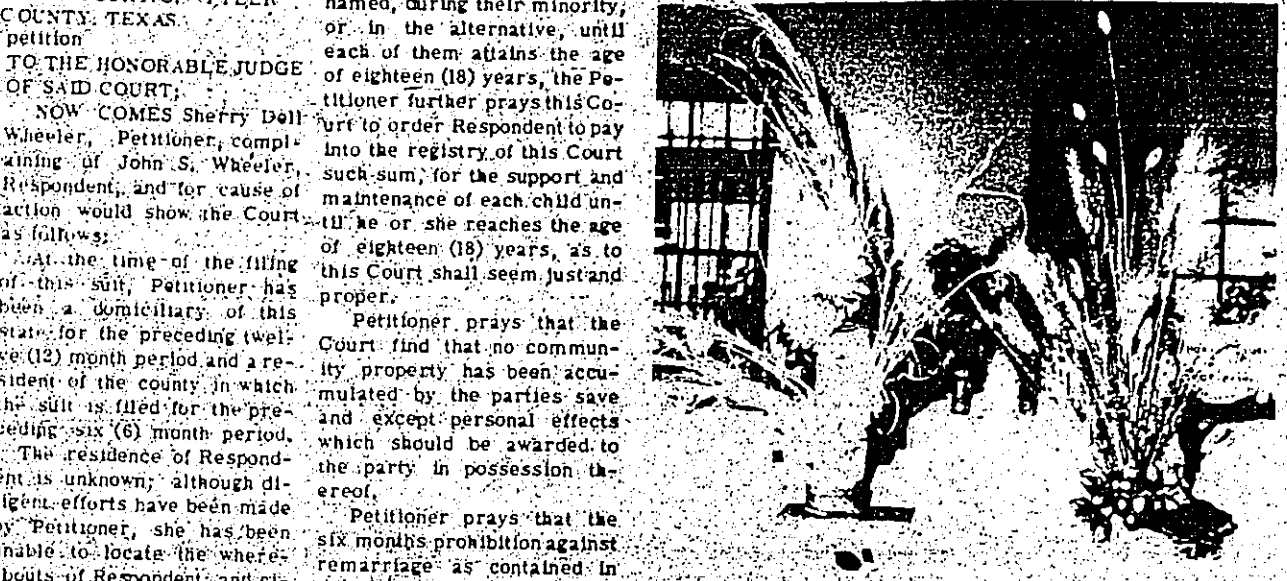 COUNTY, TEXAS
petition
TO THE HONORABLE JUDGE
OF SAID COURT;
NOW COMES Sherry Dell
Wheeler, Petitioner, compl-
aining of John S. Wheeler,
Respondent, and for cause of
action would show the Court
as follows:
At the time of the filing
of this suit, Petitioner has
been a domiciliary of this
state for the preceding twel-
ve (12) month period and a re-
sident of the county in which
the suit is filed for the pre-
ceding six (6) month period.
The residence of Respond-
ent is unknown; although di-
ligent efforts have been made
by Petitioner, she has been
unable to locate the where-
abouts of Respondent and
named, during their minority,
or in the alternative, until
each of them attains the age
of eighteen (18) years, the Pe-
titioner further prays this Co-
urt to order Respondent to pay
into the registry of this Court
such sum, for the support and
maintenance of each child un-
til he or she reaches the age
of eighteen (18) years, as to
this Court shall seem just and
proper.
Petitioner prays that the
Court find that no commun-
ity property has been accu-
mulated by the parties save
and except personal effects
which should be awarded to
the party in possession th-
ereof.
Petitioner prays that the
six months prohibition against
remarriage as contained in